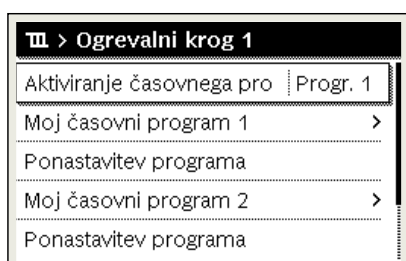 > Ogrevalni krog 1
Aktiviranje časovnega pro Progr. 1
Moj časovni program 1 >
Ponastavitev programa
Moj časovni program 2 >
Ponastavitev programa